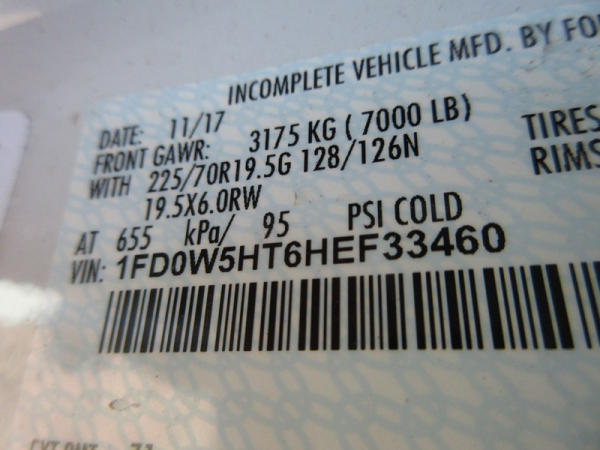 INCOMPLETE VEHICLE MFD. BY FO
DATE: 11/17
FRONT GAWR: 3175 KG ( 7000 LB)
WITH 225/70R19.5G 128/126N TIRES
19.5X6.0RW RIMS
AT 655 kPa/ 95 PSI COLD
VIN: 1FD0W5HT6HEF33460